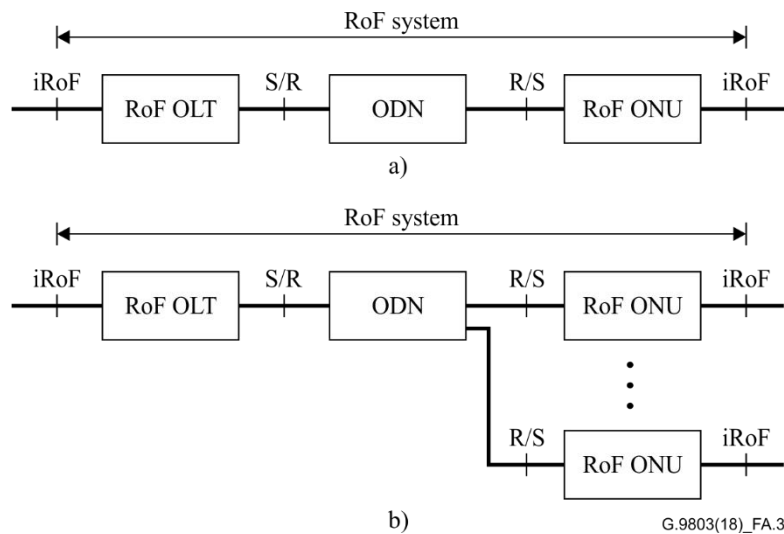 RoF system
iRoF S/R R/S iRoF
RoF OLT ODN RoF ONU
a)
RoF system
iRoF S/R R/S iRoF
RoF OLT ODN RoF ONU
R/S iRoF
RoF ONU
b)
G.9803(18)_FA.3